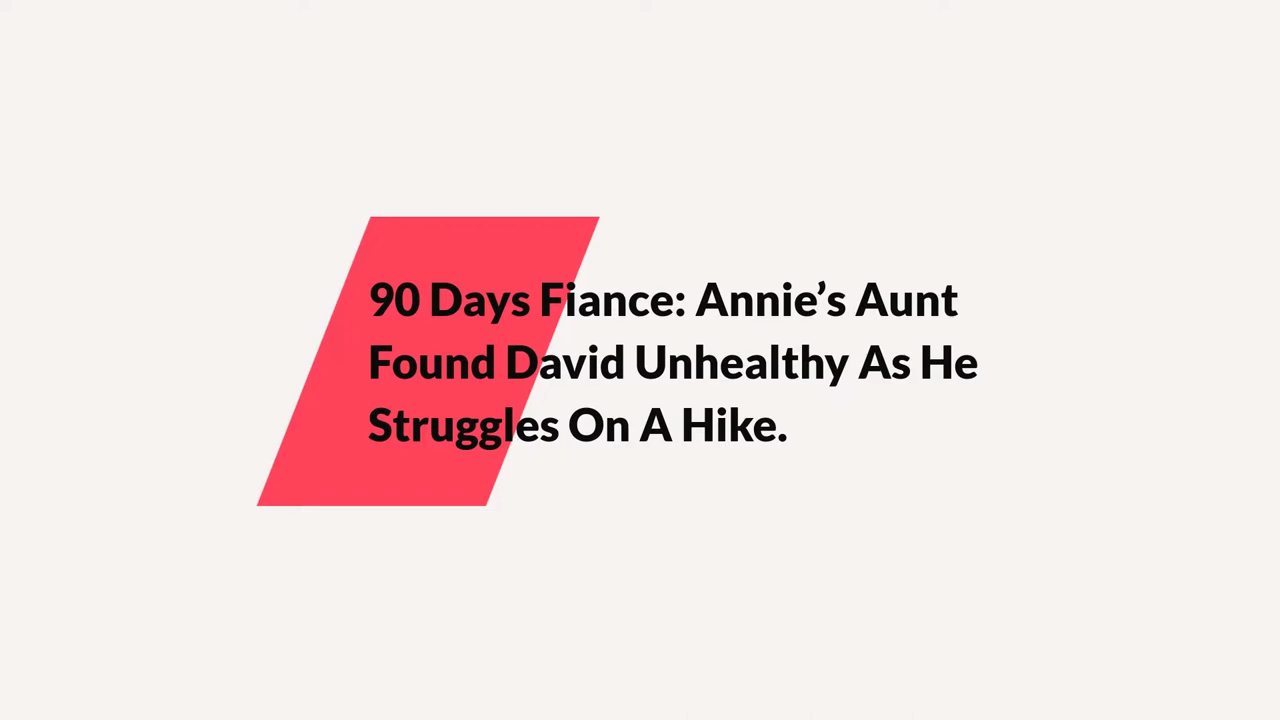 90 Days Fiance: Annie’s Aunt
Found David Unhealthy As He
Struggles On A Hike.